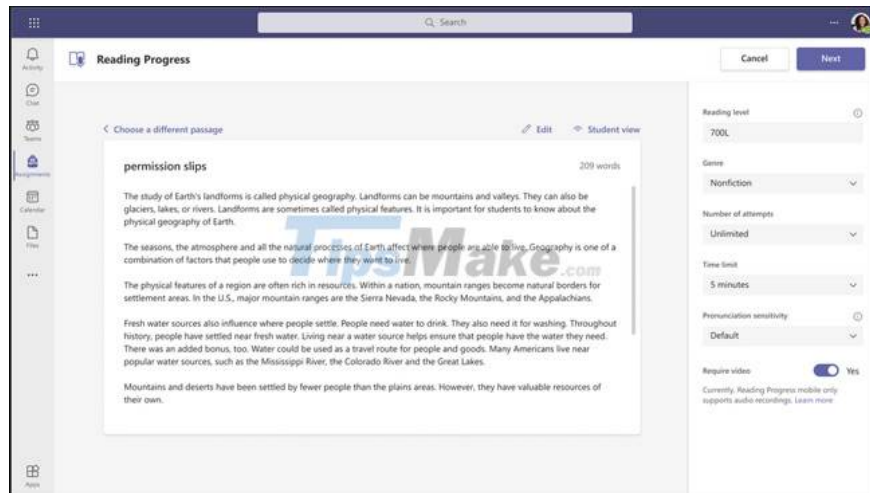 Search
...
Activity
Chat
Teams
Assignments
Calendar
Files
...
Apps
Reading Progress
Cancel
Next
Choose a different passage
Edit
Student view
permission slips
209 words
The study of Earth's landforms is called physical geography. Landforms can be mountains and valleys. They can also be
glaciers, lakes, or rivers. Landforms are sometimes called physical features. It is important for students to know about the
physical geography of Earth.
The seasons, the atmosphere and all the natural processes of Earth affect where people are able to live. Geography is one of a
combination of factors that people use to decide where they want to live.
The physical features of a region are often rich in resources. Within a nation, mountain ranges become natural borders for
settlement areas. In the U.S., major mountain ranges are the Sierra Nevada, the Rocky Mountains, and the Appalachians.
Fresh water sources also influence where people settle. People need water to drink. They also need it for washing. Throughout
history, people have settled near fresh water. Living near a water source helps ensure that people have the water they need.
There was an added bonus, too. Water could be used as a travel route for people and goods. Many Americans live near
popular water sources, such as the Mississippi River, the Colorado River and the Great Lakes.
Mountains and deserts have been settled by fewer people than the plains areas. However, they have valuable resources of
their own.
TipsMake.com
Reading level
700L
Genre
Nonfiction
Number of attempts
Unlimited
Time limit
5 minutes
Pronunciation sensitivity
Default
Require video
Yes
Currently, Reading Progress mobile only
supports audio recordings. Learn more